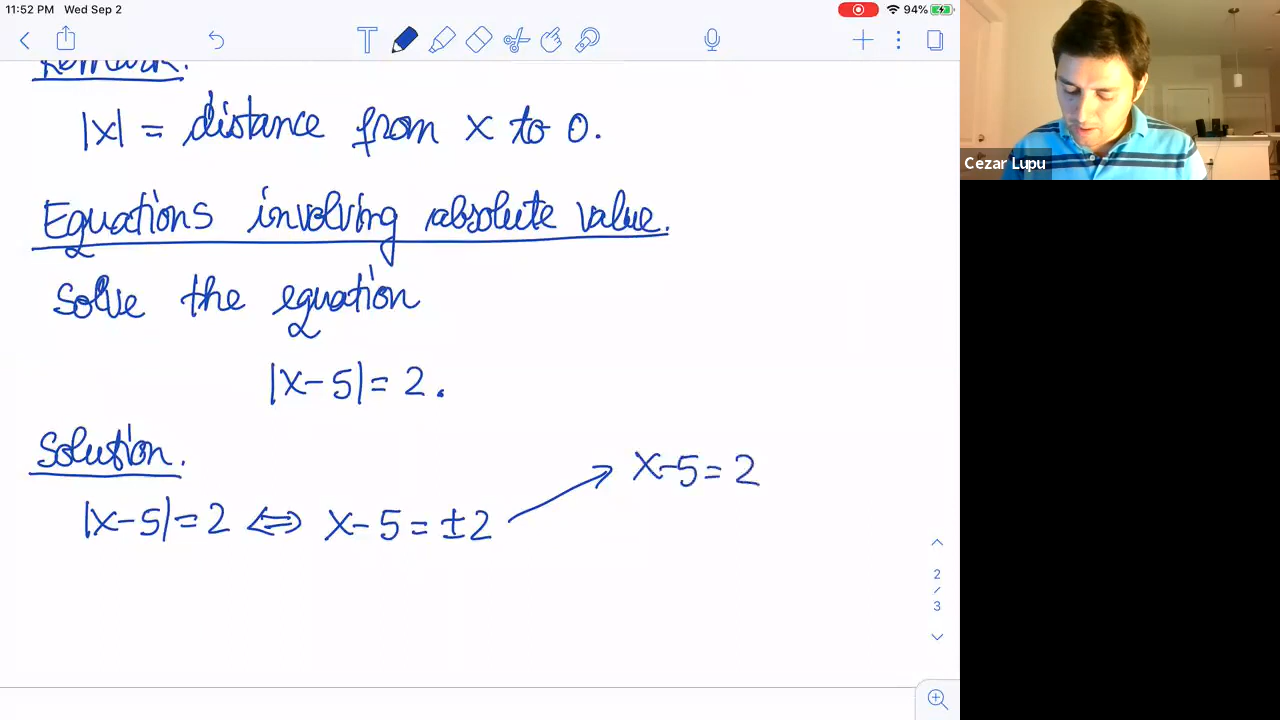 11:52 PM Wed Sep 2
94%
T
Remark.
|x| = distance from x to 0.
Cezar Lupu
Equations involving absolute value.
Solve the equation
|x-5| = 2.
Solution.
|x-5| = 2 ⇔ x-5 = ±2
x-5 = 2
2
/
3